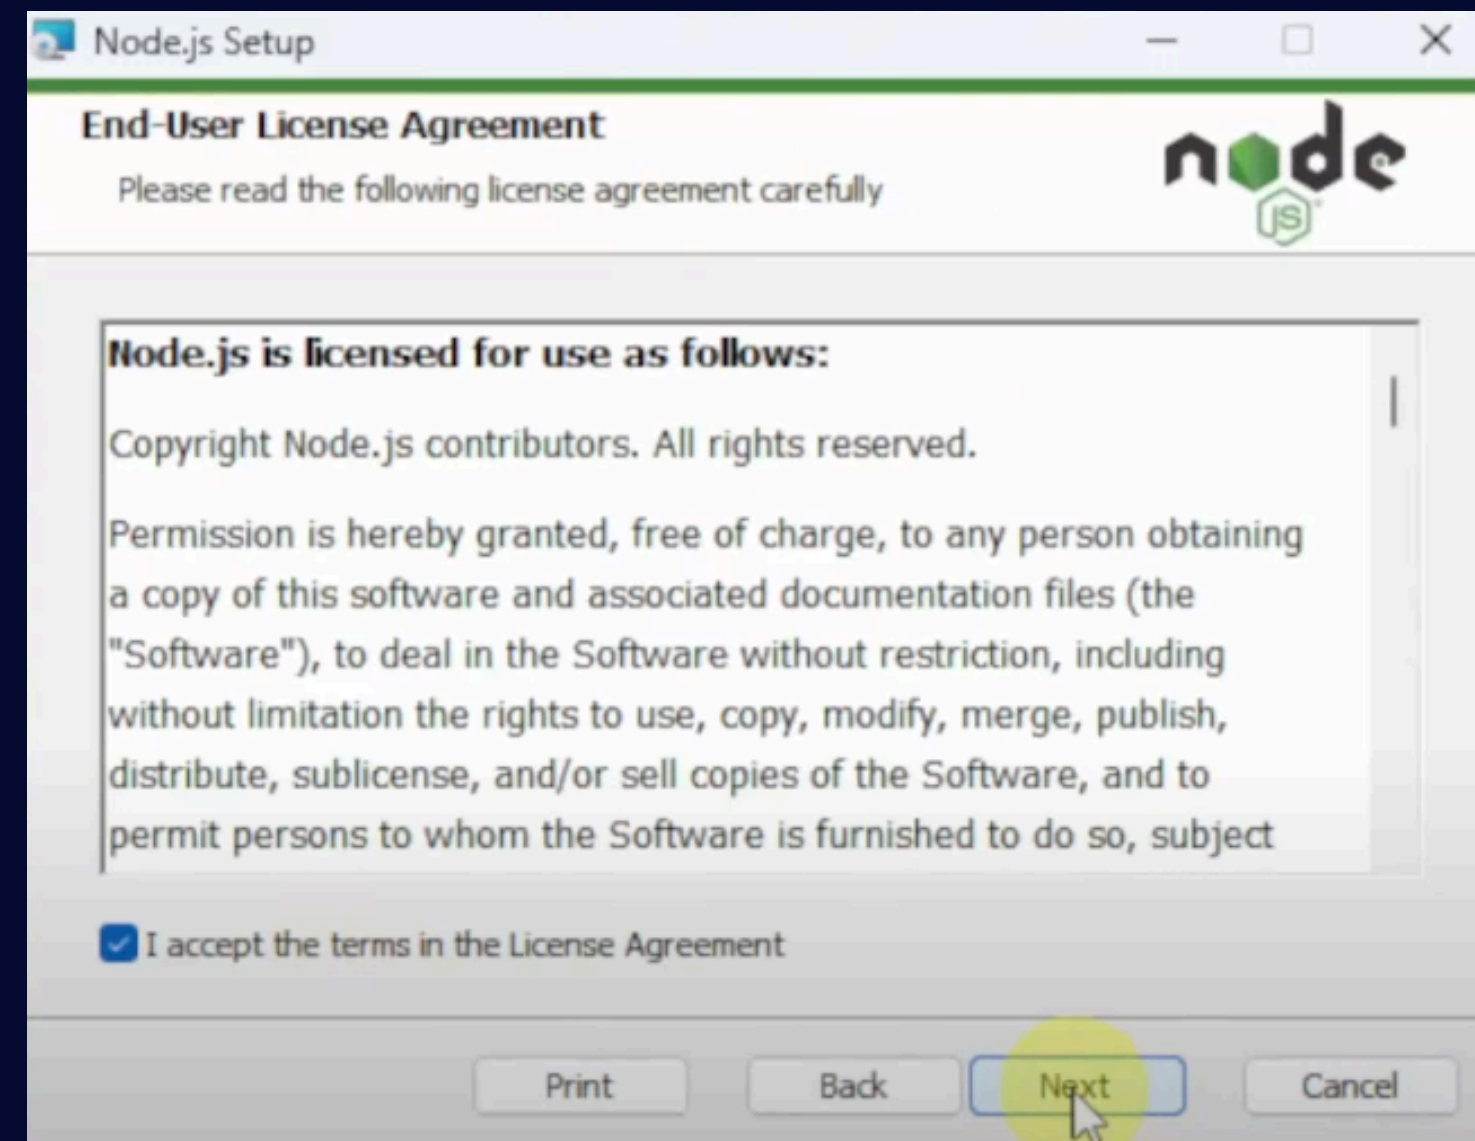 Node.js Setup
End-User License Agreement
Please read the following license agreement carefully
node
JS
Node.js is licensed for use as follows:
Copyright Node.js contributors. All rights reserved.
Permission is hereby granted, free of charge, to any person obtaining
a copy of this software and associated documentation files (the
"Software"), to deal in the Software without restriction, including
without limitation the rights to use, copy, modify, merge, publish,
distribute, sublicense, and/or sell copies of the Software, and to
permit persons to whom the Software is furnished to do so, subject
I accept the terms in the License Agreement
Print Back Next Cancel